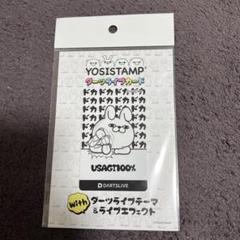 YOSISTAMP
ダーツライブカード
ドカドカドカドカドカ
USAGI100%
DARTSLIVE
with ダーツライブテーマ
&ライブエフェクト